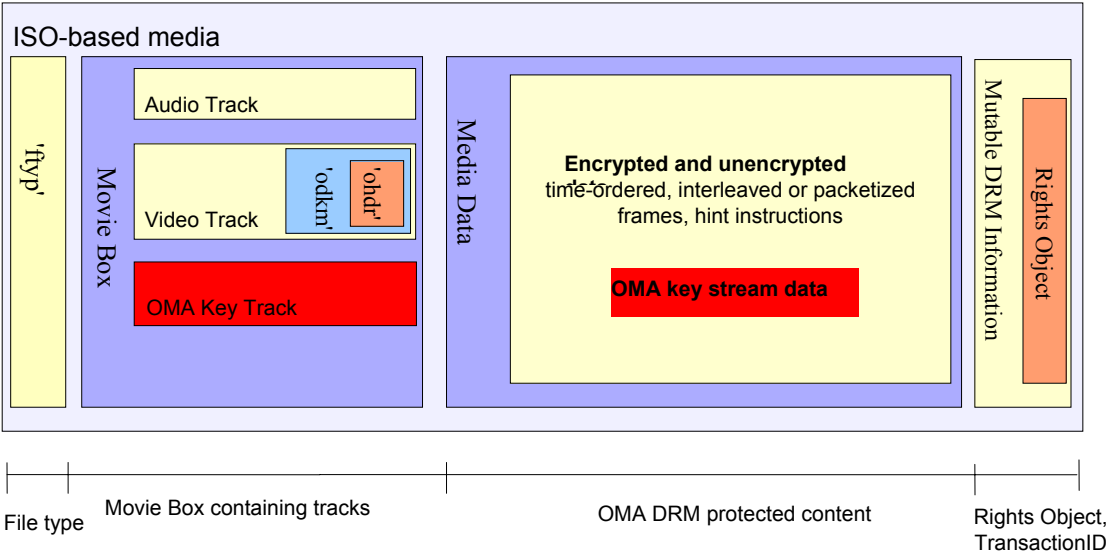 ISO-based media
'ftyp'
Movie Box
Audio Track
Video Track
'odkm'
'ohdr'
OMA Key Track
Media Data
Encrypted and unencrypted
time-ordered, interleaved or packetized
frames, hint instructions
OMA key stream data
Mutable DRM Information
Rights Object
File type
Movie Box containing tracks
OMA DRM protected content
Rights Object,
TransactionID